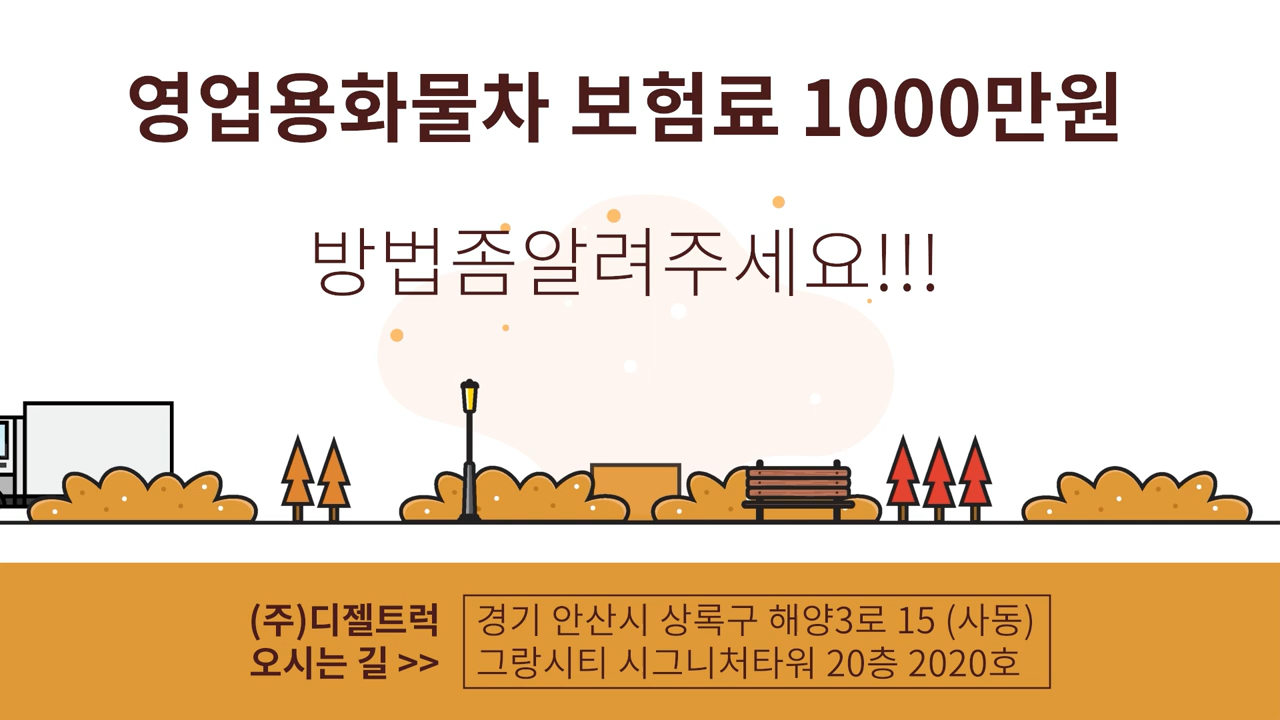 영업용화물차 보험료 1000만원
방법좀알려주세요!!!
(주)디젤트럭
오시는 길 >>
경기 안산시 상록구 해양3로 15 (사동)
그랑시티 시그니처타워 20층 2020호